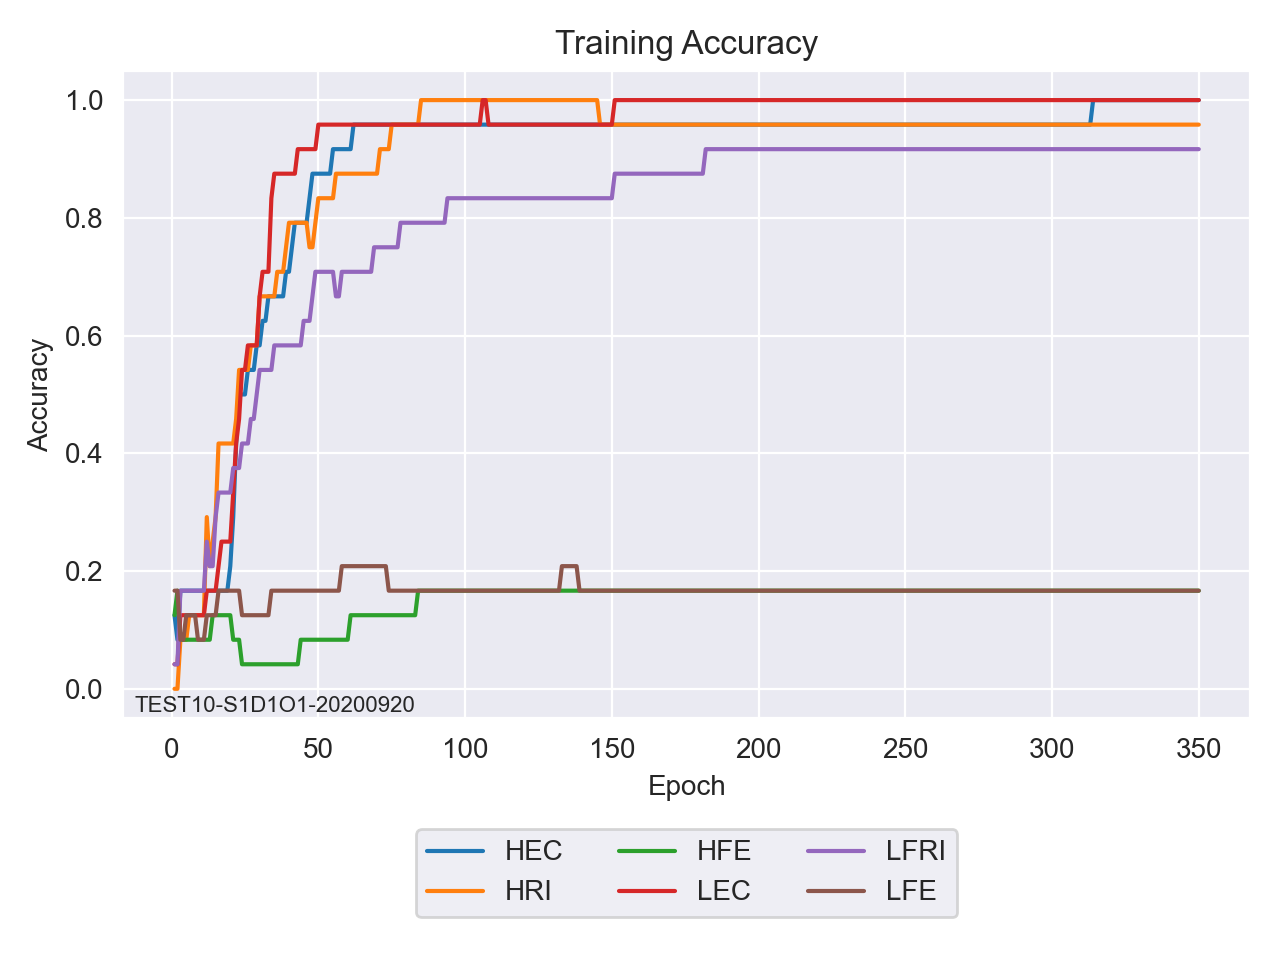 Training Accuracy
1.0
0.8
0.6
0.4
0.2
0.0
Accuracy
TEST10-S1D1O1-20200920
0 50 100 150 200 250 300 350
Epoch
HEC HFE LFRI
HRI LEC LFE